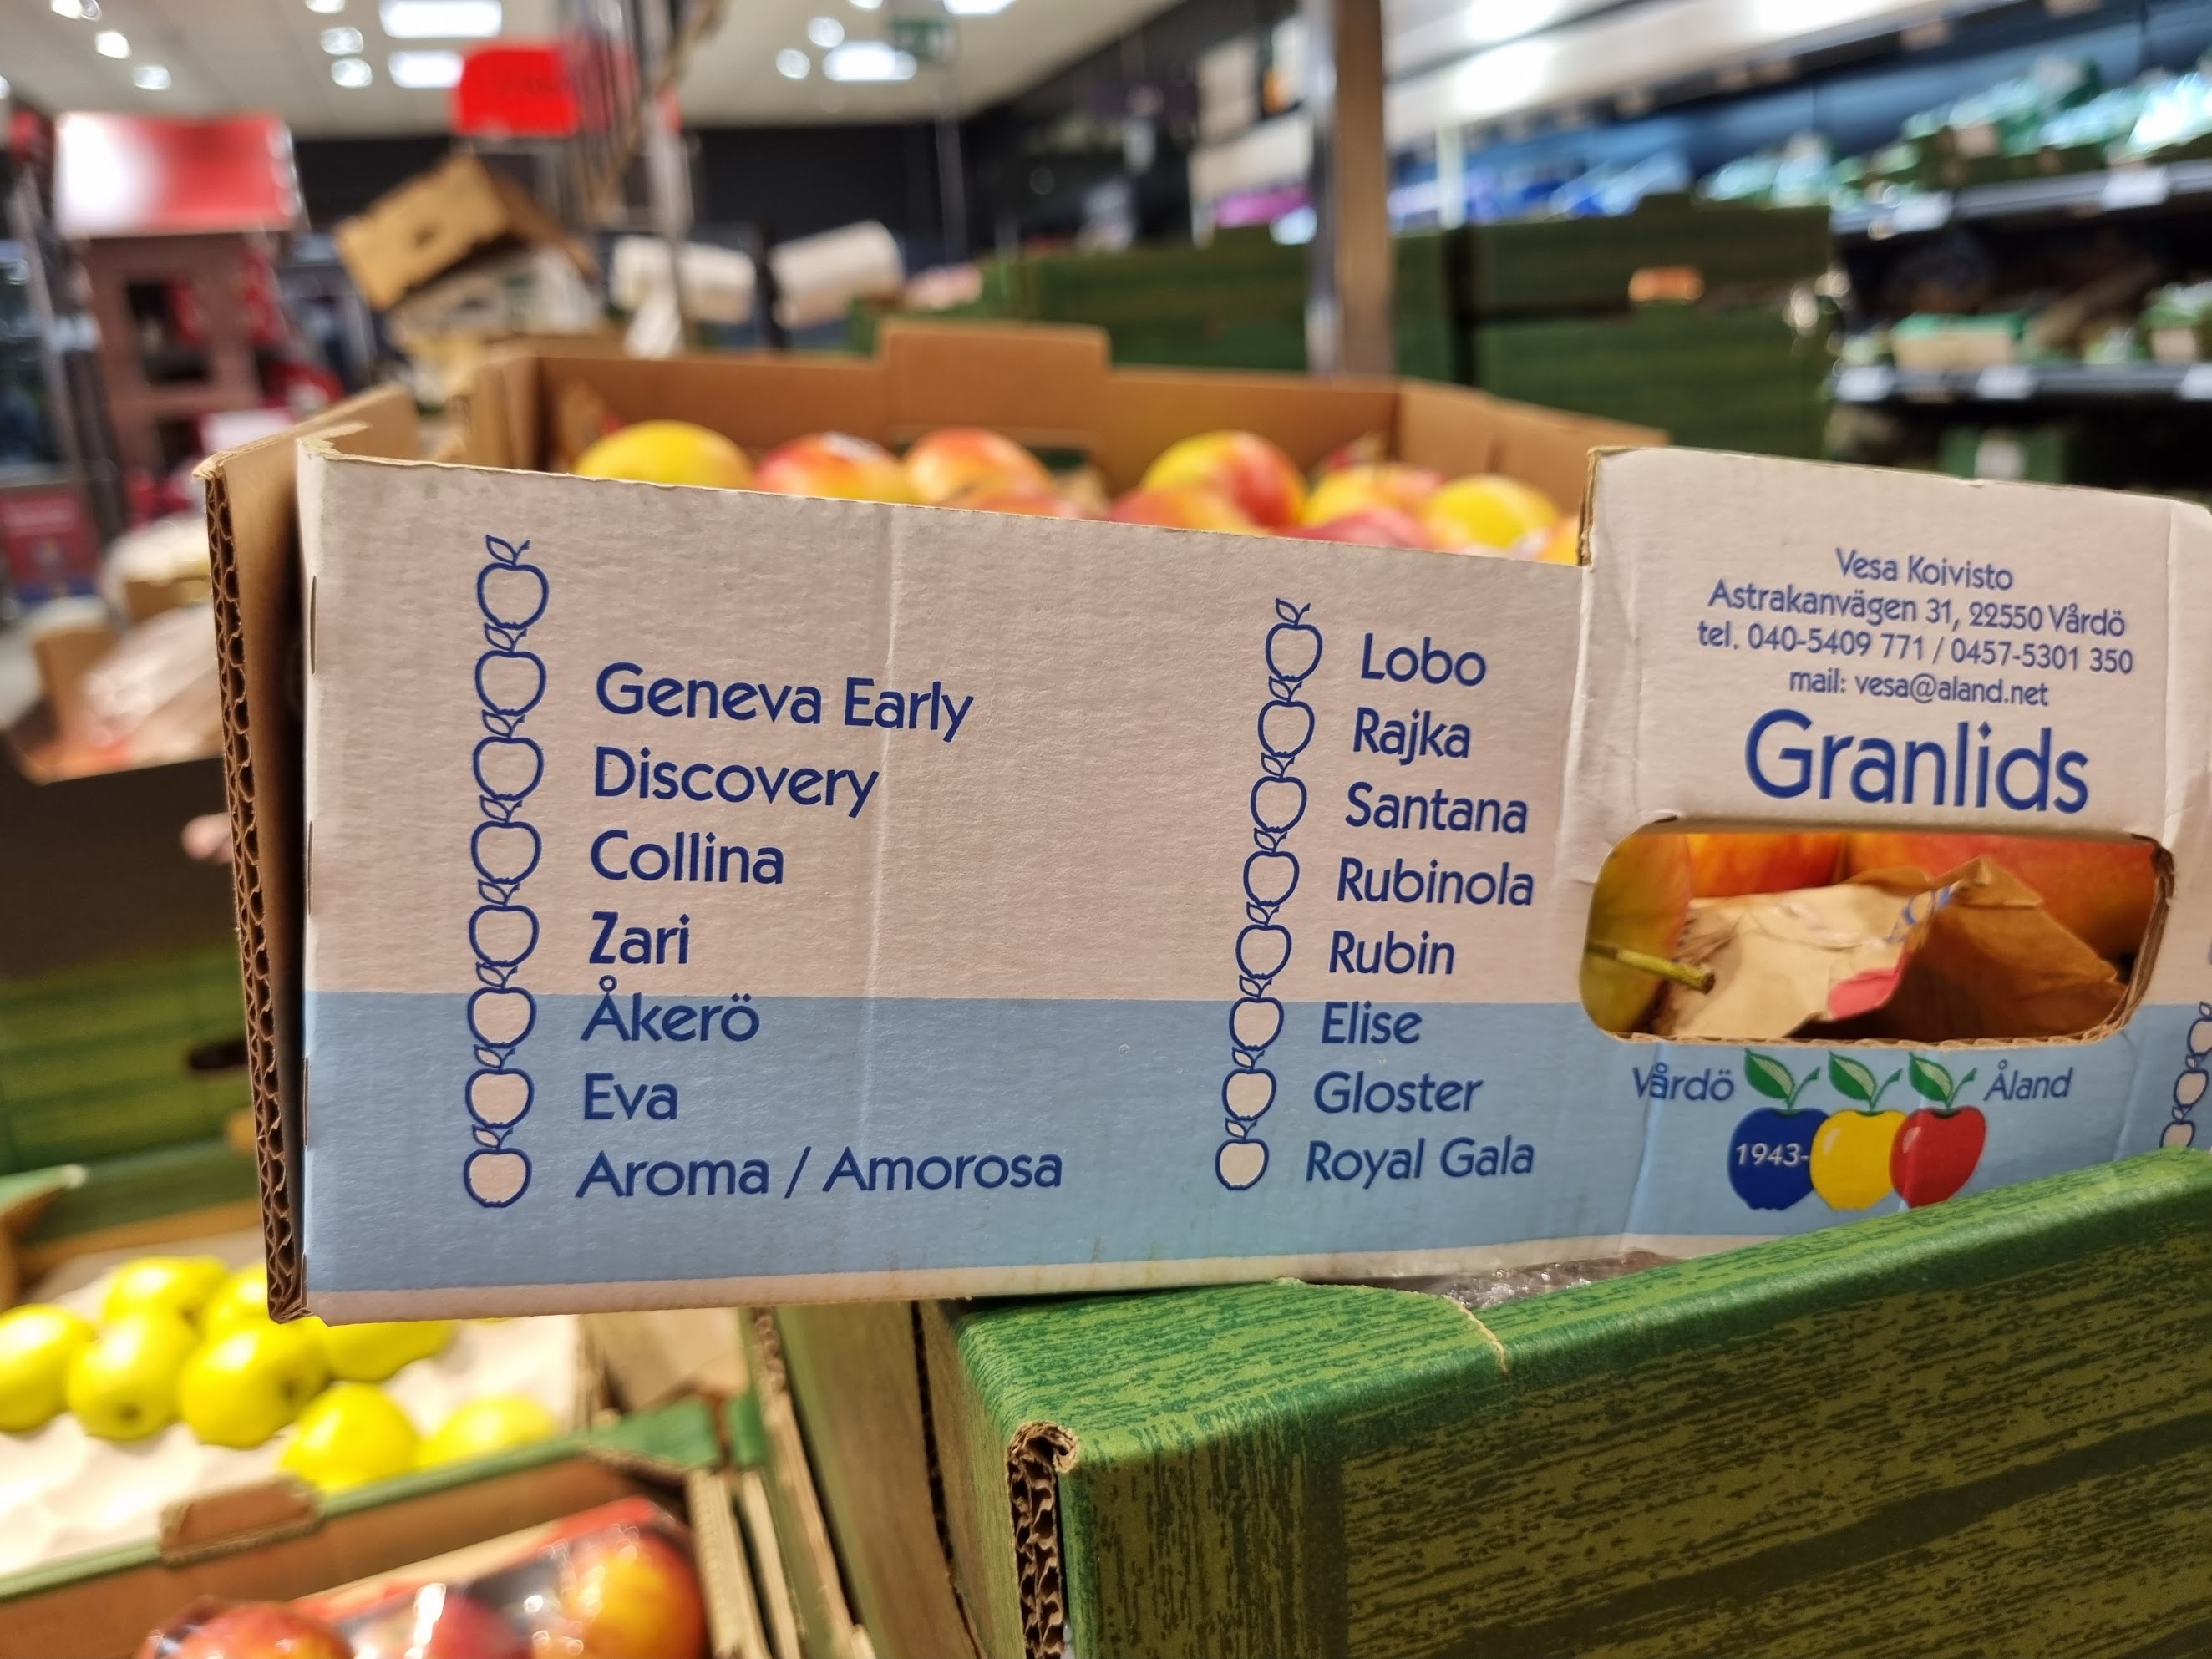 Geneva Early
Discovery
Collina
Zari
Åkerö
Eva
Aroma / Amorosa
Lobo
Rajka
Santana
Rubinola
Rubin
Elise
Gloster
Royal Gala
Vesa Koivisto
Astrakanvägen 31, 22550 Vårdö
tel. 040-5409 771 / 0457-5301 350
mail: vesa@aland.net
Granlids
Vårdö Åland
1943-